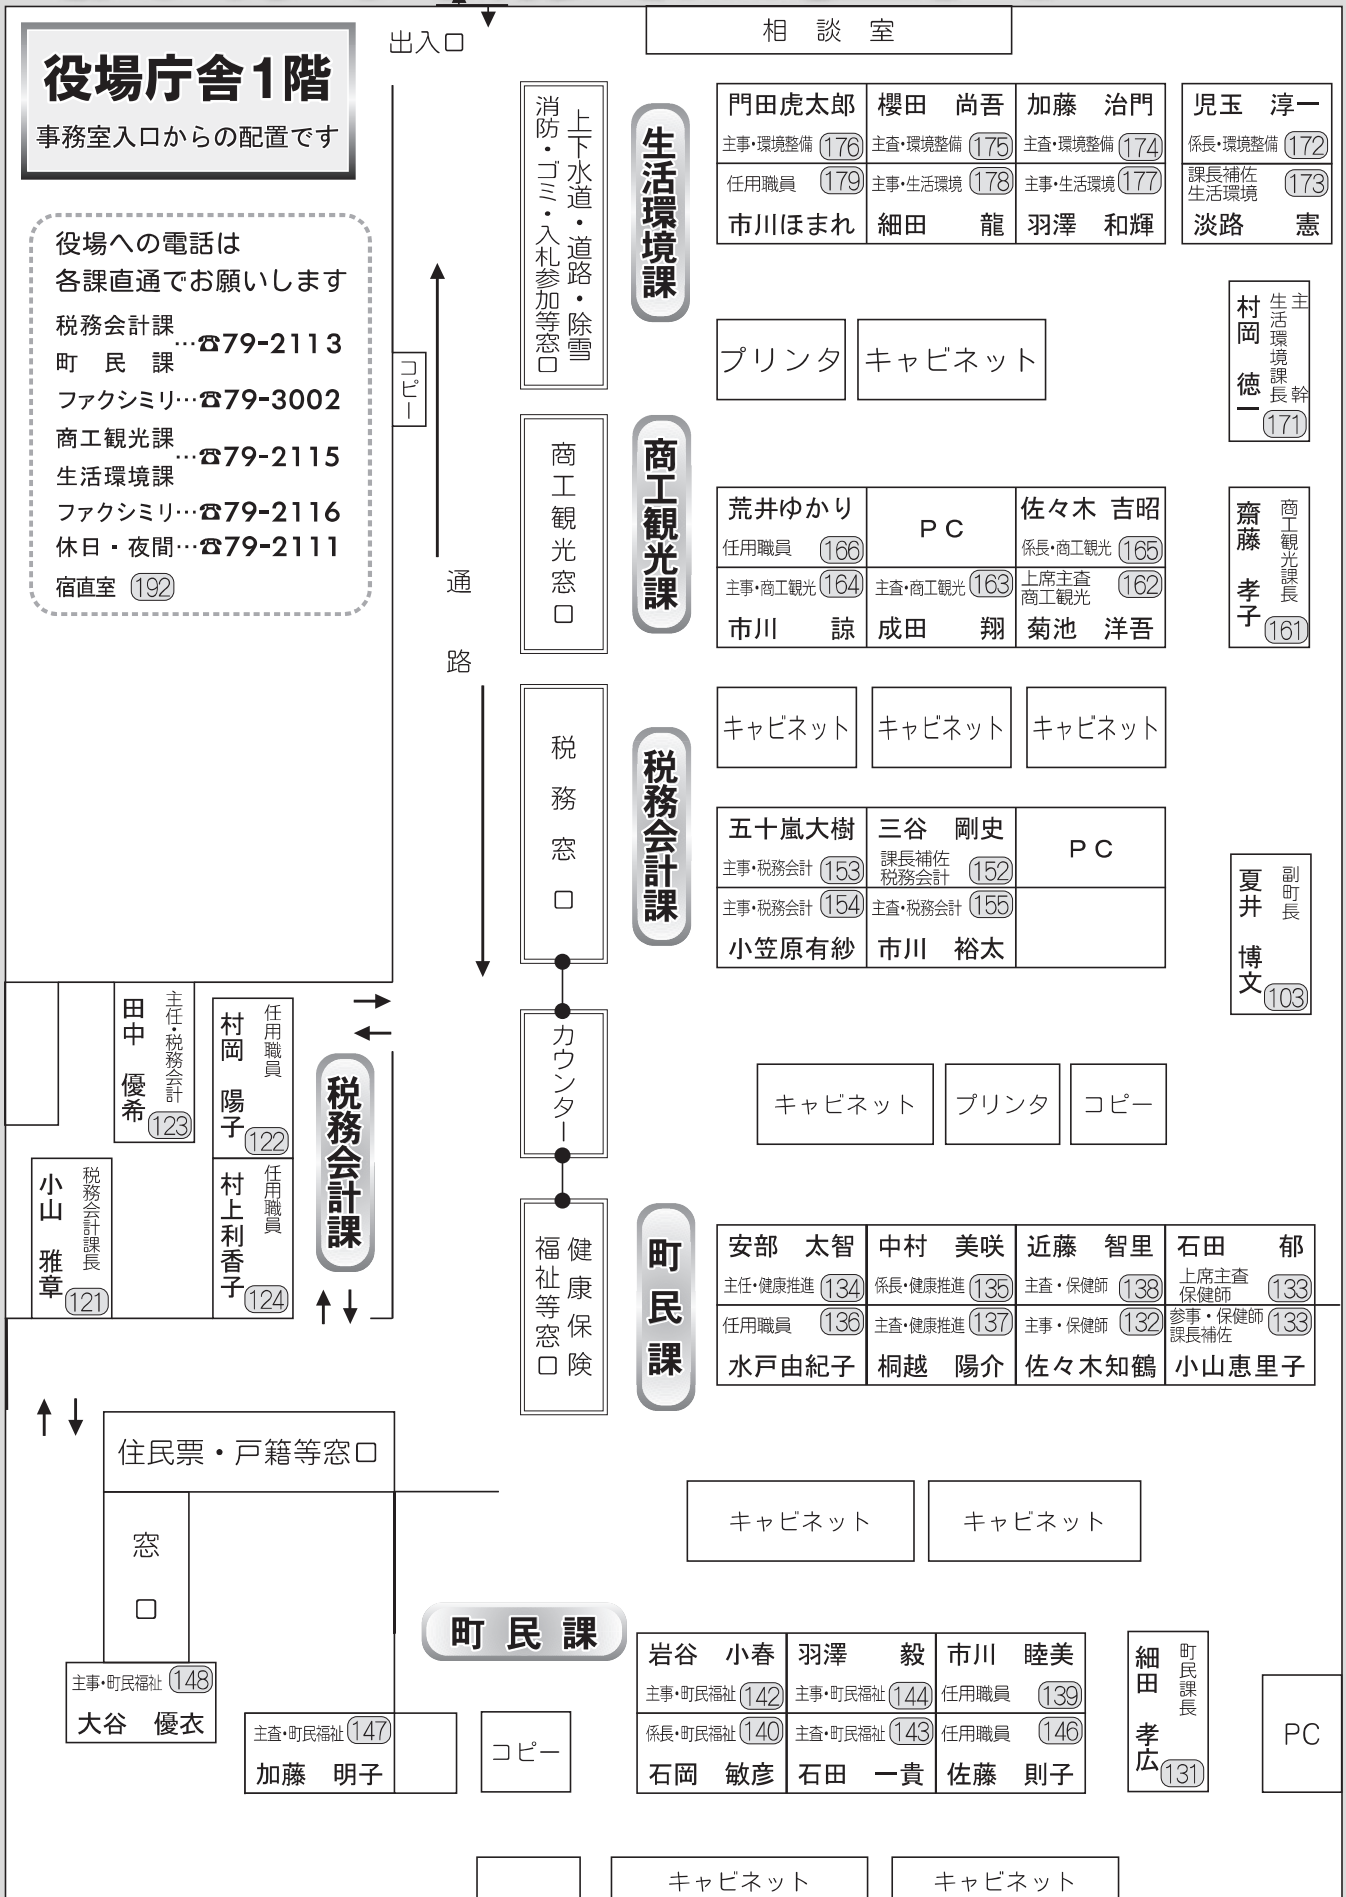 役場庁舎1階
事務室入口からの配置です
出入口
相談室
役場への電話は
各課直通でお願いします
税務会計課
町民課
…☎79-2113
ファクシミリ…☎79-3002
商工観光課
生活環境課
…☎79-2115
ファクシミリ…☎79-2116
休日・夜間…☎79-2111
宿直室 192
コピー
通路
上下水道・道路・除雪
消防・ゴミ・入札参加等窓口
生活環境課
門田虎太郎
主事・環境整備 176
櫻田 尚吾
主査・環境整備 175
加藤 治門
主査・環境整備 174
児玉 淳一
係長・環境整備 172
任用職員 179
市川ほまれ
主事・生活環境 178
細田 龍
主事・生活環境 177
羽澤 和輝
課長補佐
生活環境 173
淡路 憲
プリンタ
キャビネット
主幹
生活環境課長
村岡 徳一
171
商工観光窓口
商工観光課
荒井ゆかり
任用職員 166
PC
佐々木 吉昭
係長・商工観光 165
主事・商工観光 164
市川 諒
主査・商工観光 163
成田 翔
上席主査
商工観光 162
菊池 洋吾
商工観光課長
齋藤 孝子
161
キャビネット
キャビネット
キャビネット
税務窓口
税務会計課
五十嵐大樹
主事・税務会計 153
三谷 剛史
課長補佐
税務会計 152
PC
主事・税務会計 154
小笠原有紗
主査・税務会計 155
市川 裕太
副町長
夏井 博文
103
カウンター
キャビネット
プリンタ
コピー
主任・税務会計
田中 優希
123
任用職員
村岡 陽子
122
税務会計課
税務会計課長
小山 雅章
121
任用職員
村上利香子
124
健康保険
福祉等窓口
町民課
安部 太智
主任・健康推進 134
中村 美咲
係長・健康推進 135
近藤 智里
主査・保健師 138
石田 郁
上席主査
保健師 133
任用職員 136
水戸由紀子
主査・健康推進 137
桐越 陽介
主事・保健師 132
佐々木知鶴
参事・保健師
課長補佐 133
小山恵里子
住民票・戸籍等窓口
窓口
キャビネット
キャビネット
町民課
主事・町民福祉 148
大谷 優衣
主査・町民福祉 147
加藤 明子
コピー
岩谷 小春
主事・町民福祉 142
羽澤 毅
主事・町民福祉 144
市川 睦美
任用職員 139
係長・町民福祉 140
石岡 敏彦
主査・町民福祉 143
石田 一貴
任用職員 146
佐藤 則子
町民課長
細田 孝広
131
PC
キャビネット
キャビネット